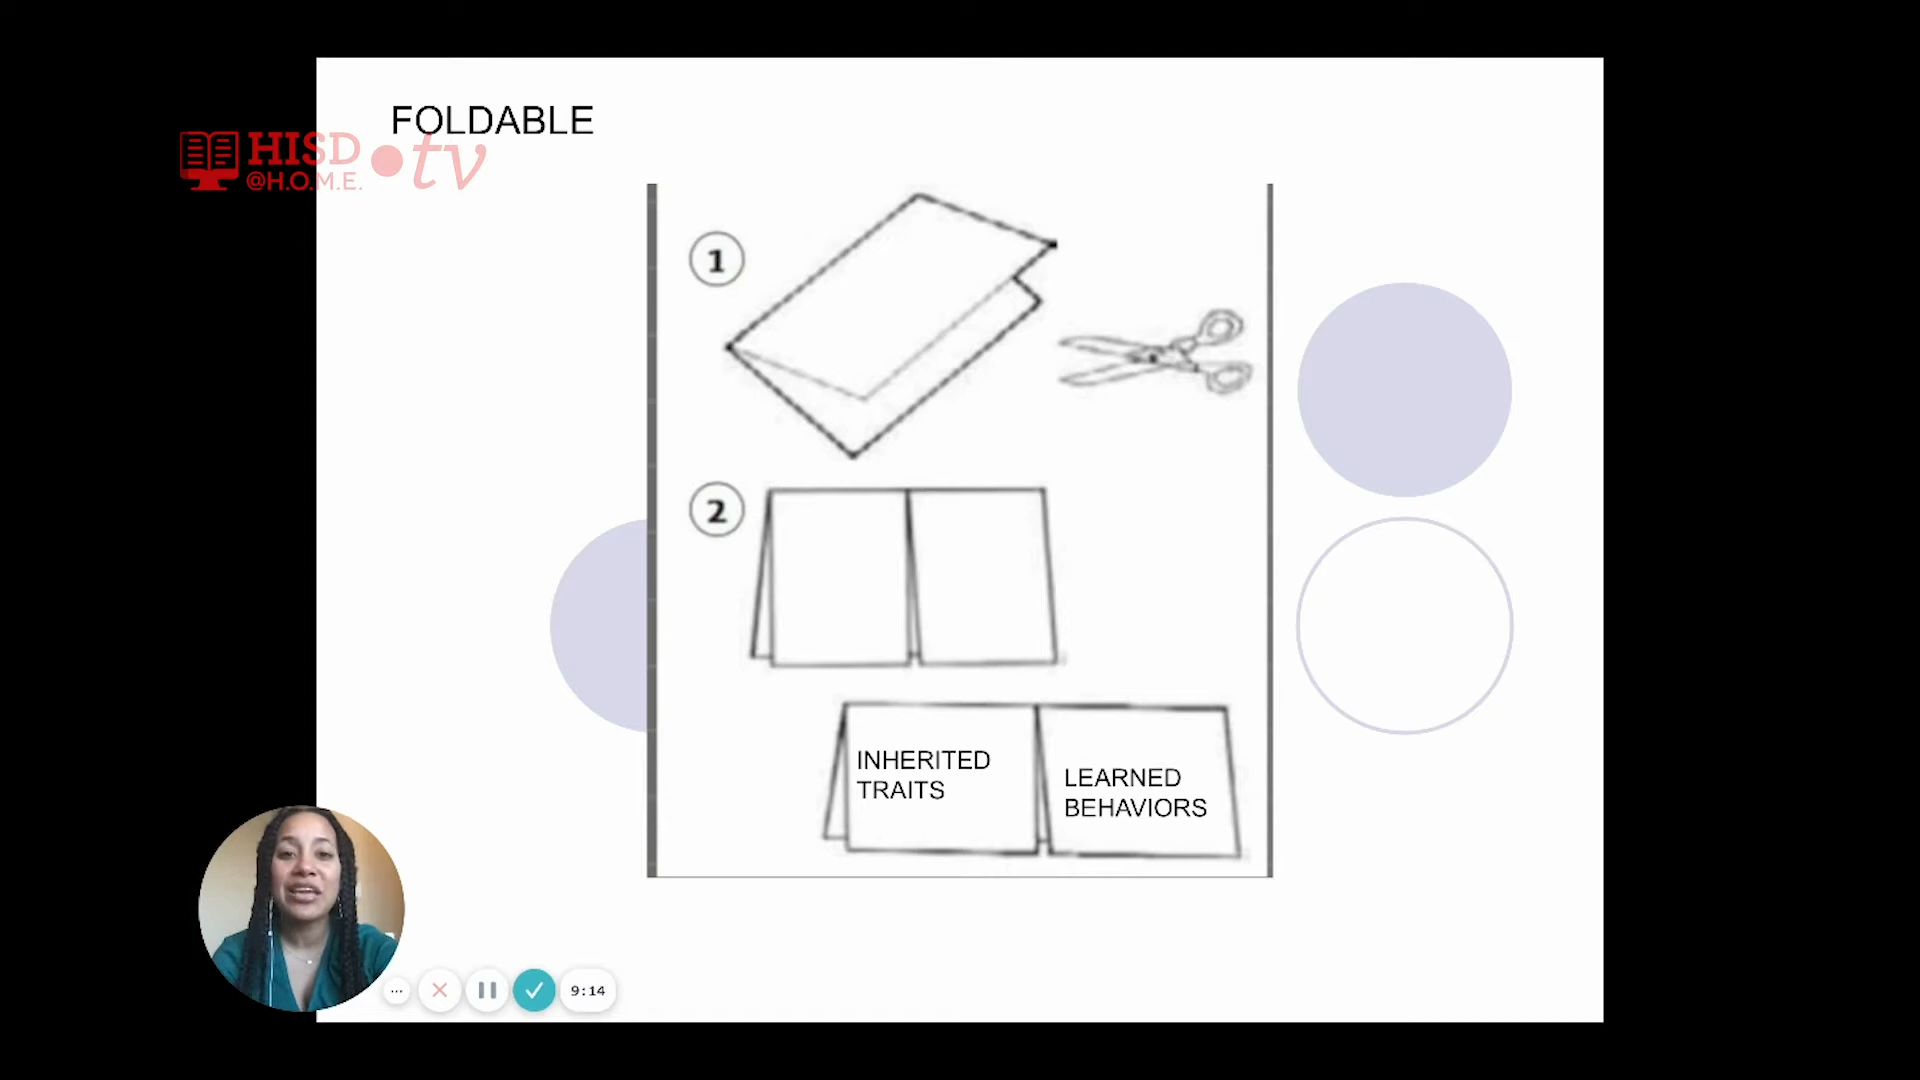 FOLDABLE
HISD
@H.O.M.E.
tv
1
2
INHERITED
TRAITS
LEARNED
BEHAVIORS
9:14